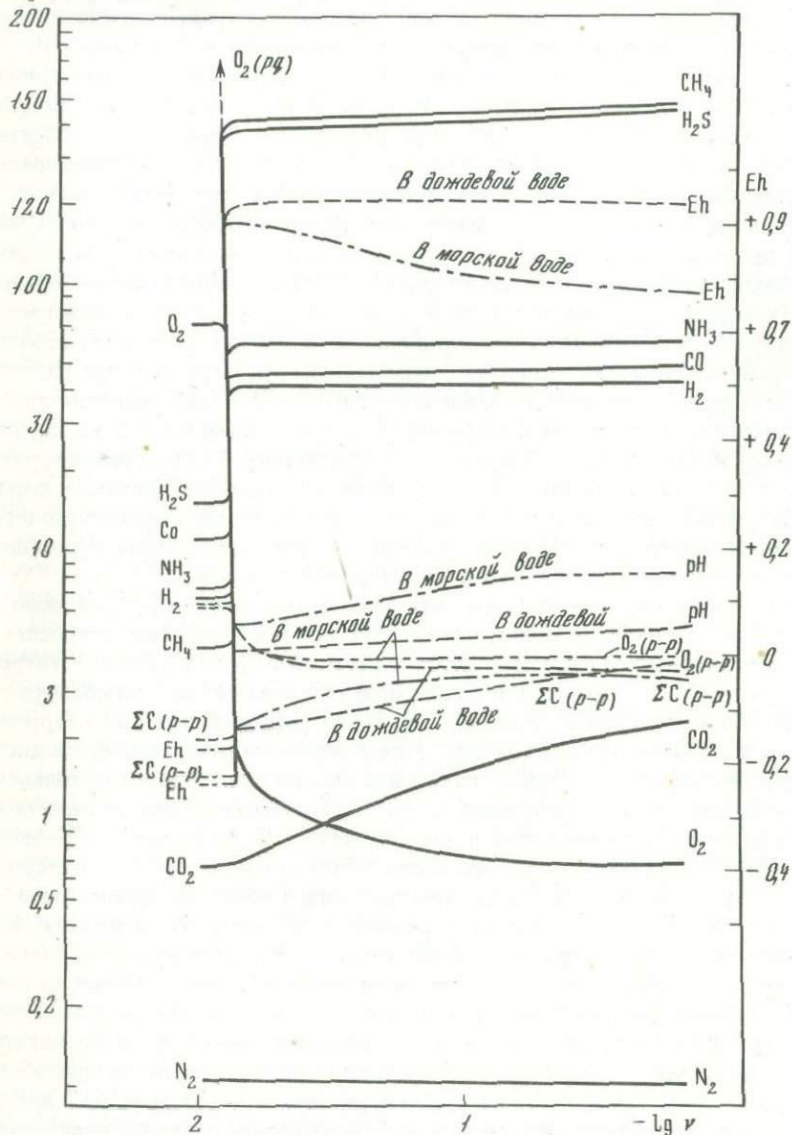 200
150
120
100
30
10
3
1
0,5
0,2
O₂(рд)
CH₄
H₂S
В дождевой воде
Eh
Eh
+0,9
В морской воде
Eh
O₂
NH₃
+0,7
CO
H₂
+0,4
H₂S
Co
+0,2
NH₃
В морской воде
pH
H₂
pH
В морской воде
В дождевой
CH₄
O₂(р-р)
0
O₂(р-р)
ΣC(р-р)
ΣC(р-р)
ΣC(р-р)
В дождевой воде
Eh
CO₂
-0,2
ΣC(р-р)
Eh
O₂
CO₂
-0,4
N₂
N₂
2
4
-lg ν